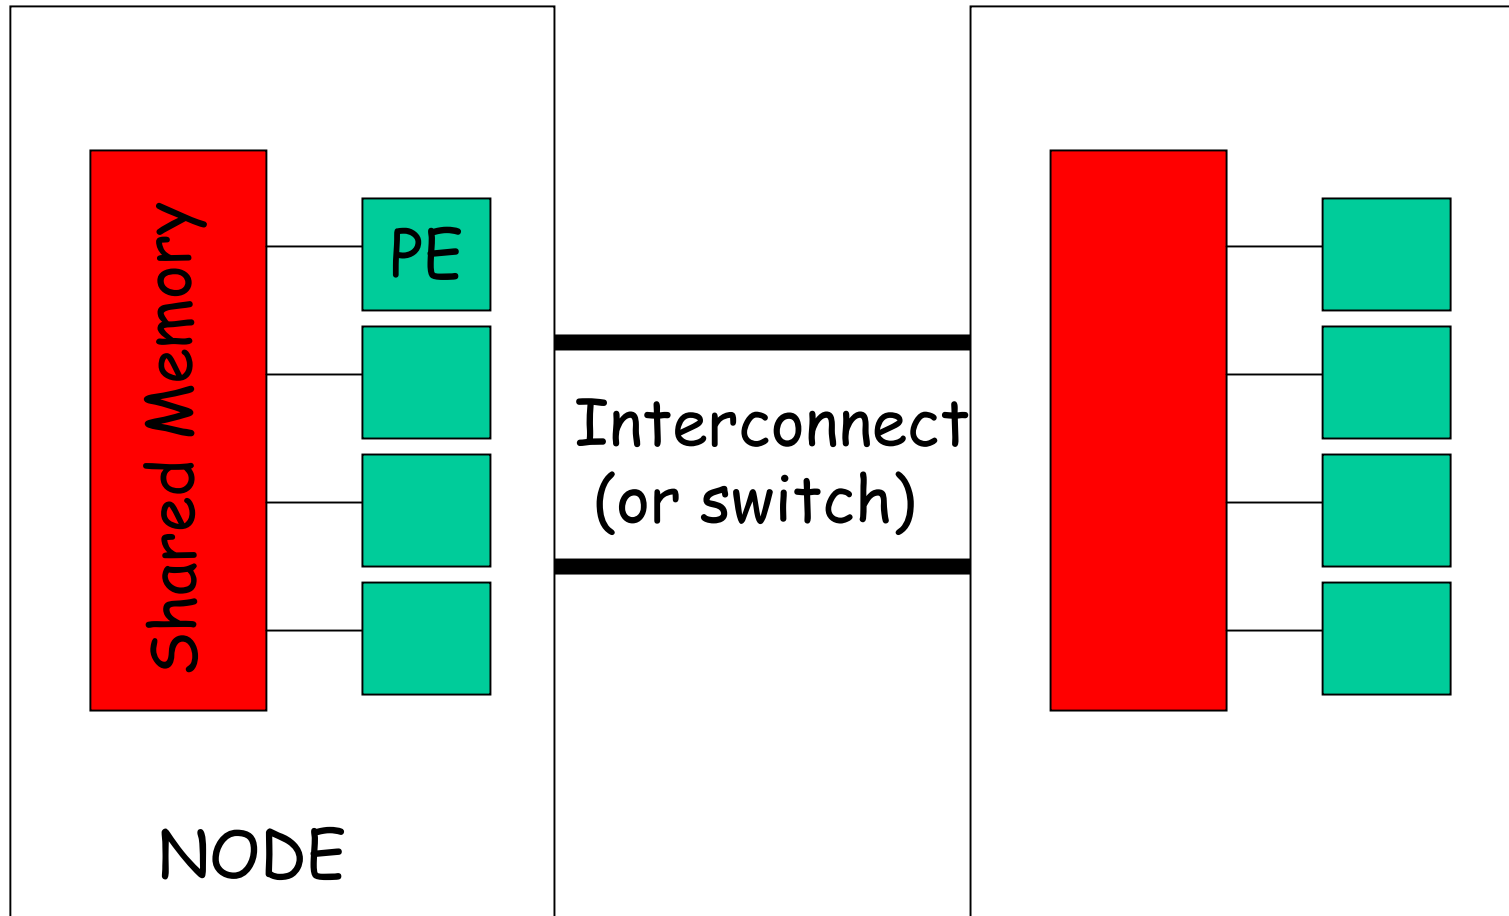 Shared Memory
PE
Interconnect
(or switch)
NODE